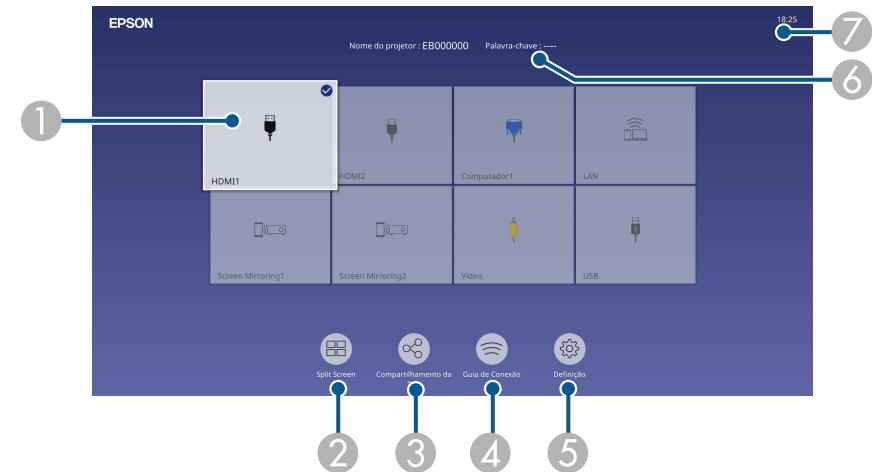 EPSON
18:25
Nome do projetor : EB000000 Palavra-chave : ----
7
6
1
HDMI1
HDMI2
Computador1
LAN
Screen Mirroring1
Screen Mirroring2
Vídeo
USB
Split Screen
Compartilhamento da
Guia de Conexão
Definição
2
3
4
5